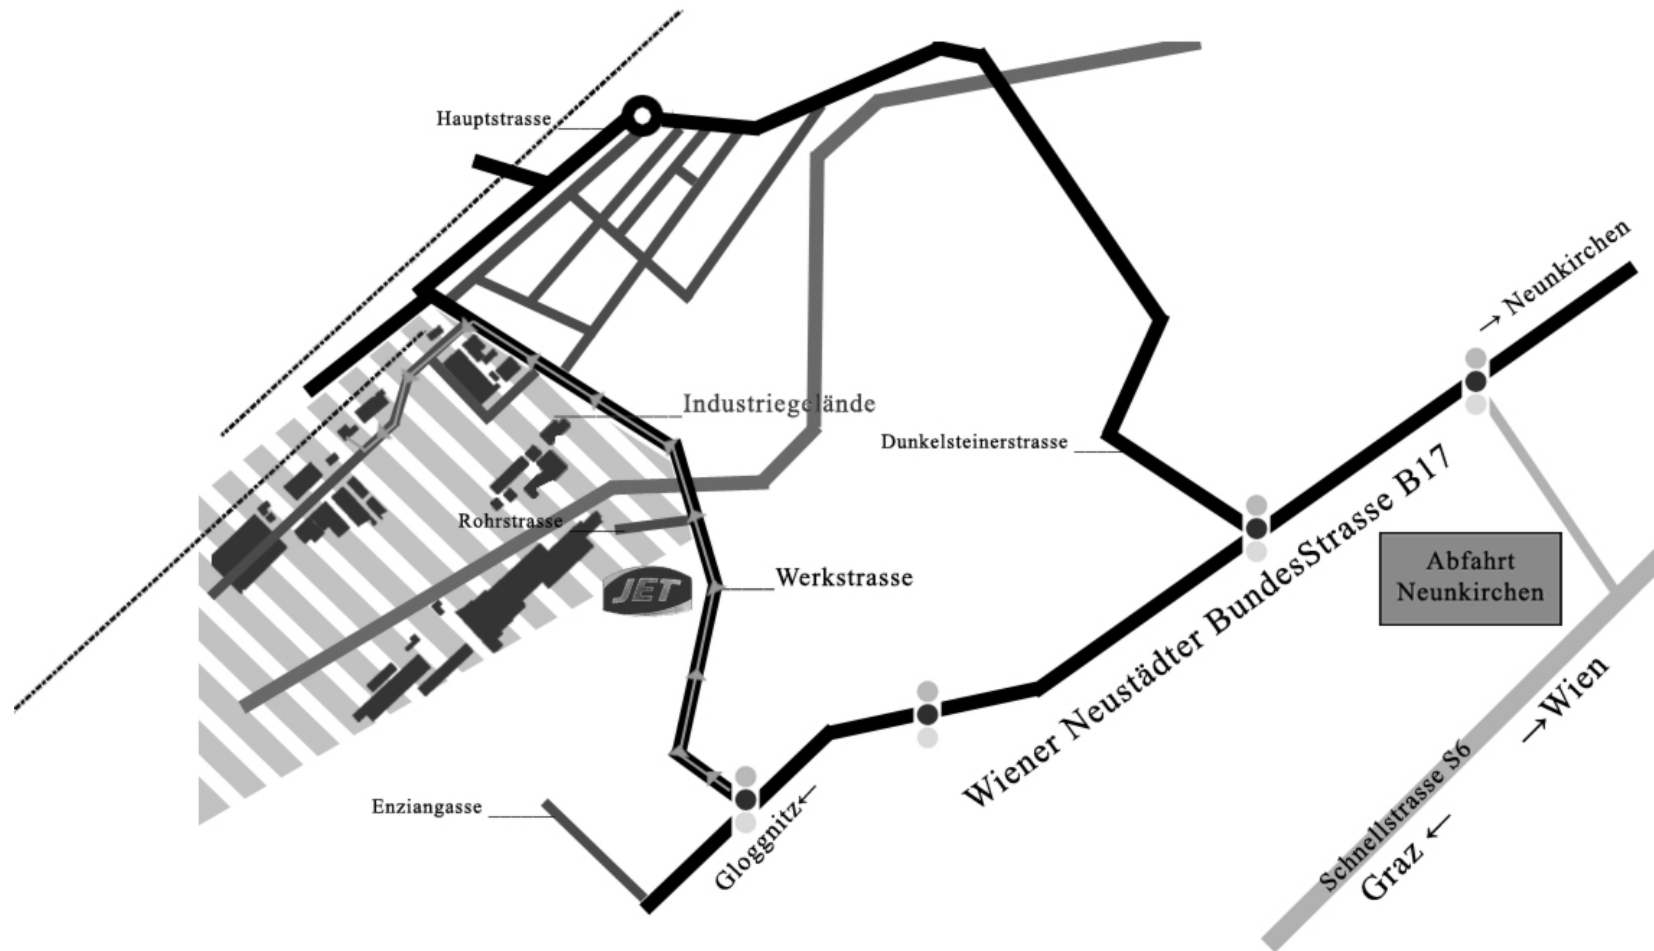 Hauptstrasse
→ Neunkirchen
Industriegelände
Dunkelsteinerstrasse
Rohrstrasse
JET
Werkstrasse
Wiener Neustädter BundesStrasse B17
Abfahrt
Neunkirchen
→Wien
Enziangasse
Gloggnitz←
Schnellstrasse S6
Graz ←